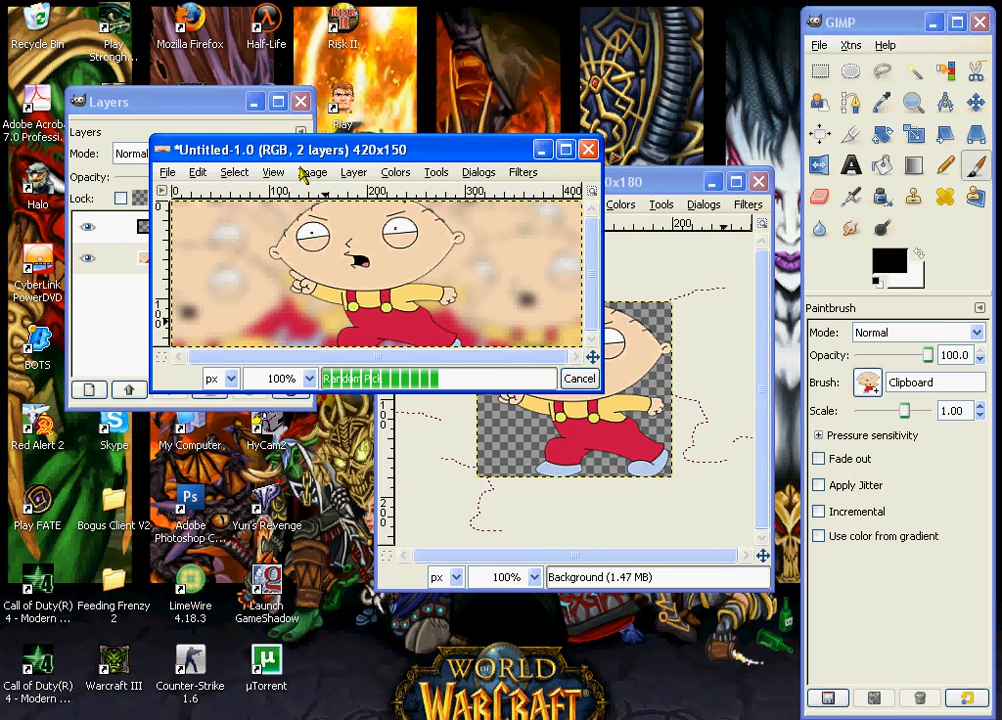 Recycle Bin
Play
Strongh...
Mozilla Firefox
Half-Life
Risk II
Adobe Acrob...
7.0 Professi...
Play
Halo
CyberLink
PowerDVD
BOTS
Red Alert 2
Skype
My Computer
HyCam2
Play FATE
Bogus Client V2
Adobe
Photoshop C...
Yuri's Revenge
Call of Duty(R)
4 - Modern ...
Feeding Frenzy
2
LimeWire
4.18.3
Launch
GameShadow
Call of Duty(R)
4 - Modern ...
Warcraft III
Counter-Strike
1.6
µTorrent
Layers
Layers
Mode: Normal
Opacity:
Lock:
*Untitled-1.0 (RGB, 2 layers) 420x150
File Edit Select View Image Layer Colors Tools Dialogs Filters
0 100 200 300 400
px 100% Random Pick Cancel
0x180
Colors Tools Dialogs Filters
200
px 100% Background (1.47 MB)
GIMP
File Xtns Help
Paintbrush
Mode: Normal
Opacity: 100.0
Brush: Clipboard
Scale: 1.00
Pressure sensitivity
Fade out
Apply Jitter
Incremental
Use color from gradient
WORLD
OF
WARCRAFT